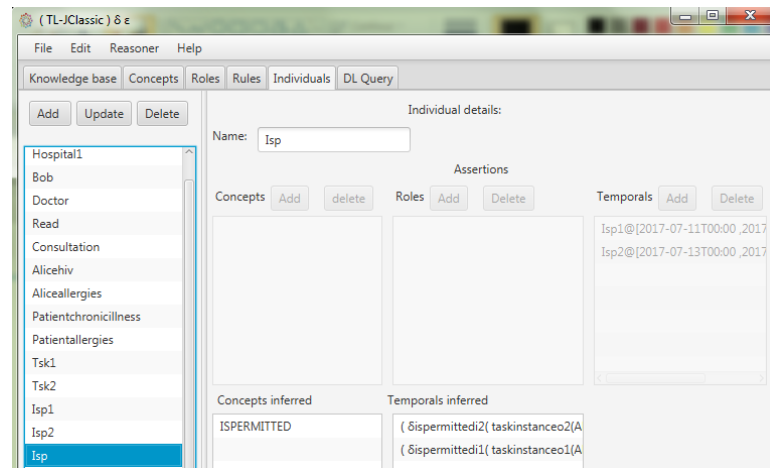 ( TL-JClassic ) δ ε
File Edit Reasoner Help
Knowledge base Concepts Roles Rules Individuals DL Query
Add Update Delete
Individual details:
Name: Isp
Assertions
Concepts Add delete
Roles Add Delete
Temporals Add Delete
Hospital1
Bob
Doctor
Read
Consultation
Alicehiv
Aliceallergies
Patientchronicillness
Patientallergies
Tsk1
Tsk2
Isp1
Isp2
Isp
Isp1@[2017-07-11T00:00 ,2017
Isp2@[2017-07-13T00:00 ,2017
Concepts inferred
ISPERMITTED
Temporals inferred
( δispermittedi2( taskinstanceo2(A
( δispermittedi1( taskinstanceo1(A